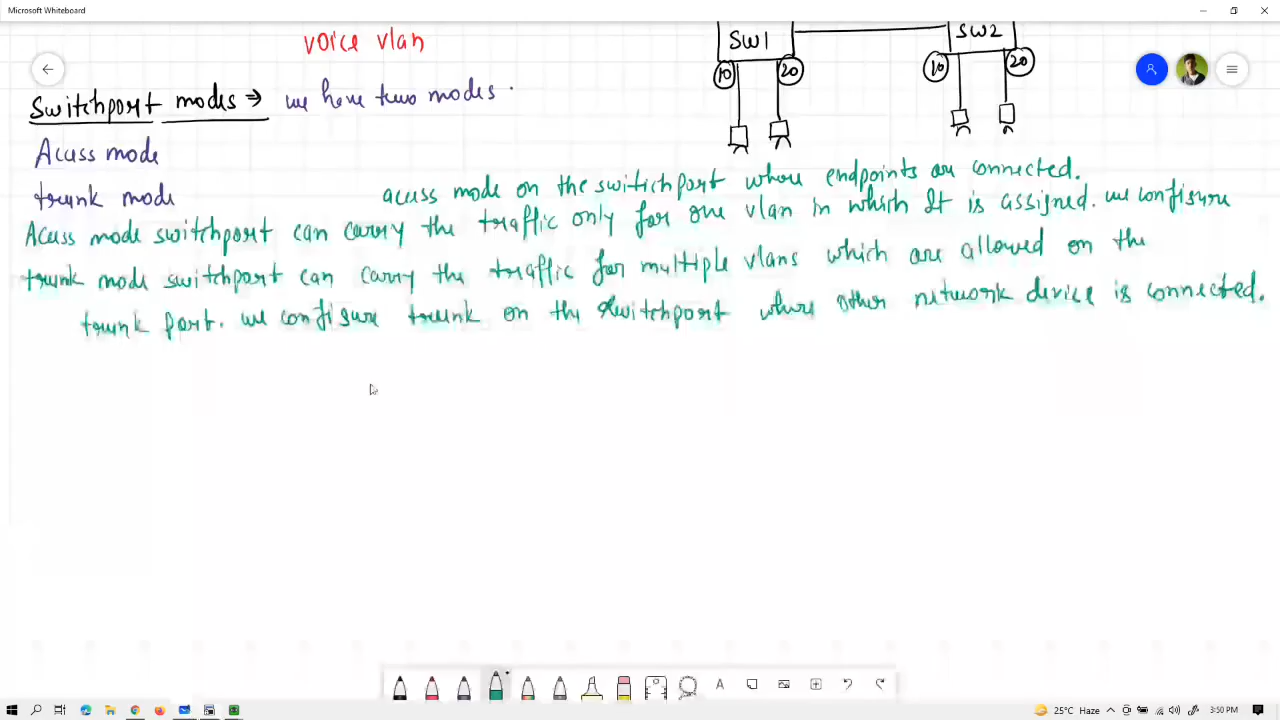 Microsoft Whiteboard
voice vlan
SW1
SW2
10
20
10
20
Switchport modes → we have two modes.
Acess mode
trunk mode
acess mode on the switchport where endpoints are connected.
Acess mode switchport can carry the traffic only for one vlan in which It is assigned. we configure
trunk mode switchport can carry the traffic for multiple vlans which are allowed on the
trunk port. we configure trunk on the switchport where other network device is connected.
A
25°C Haze
3:50 PM